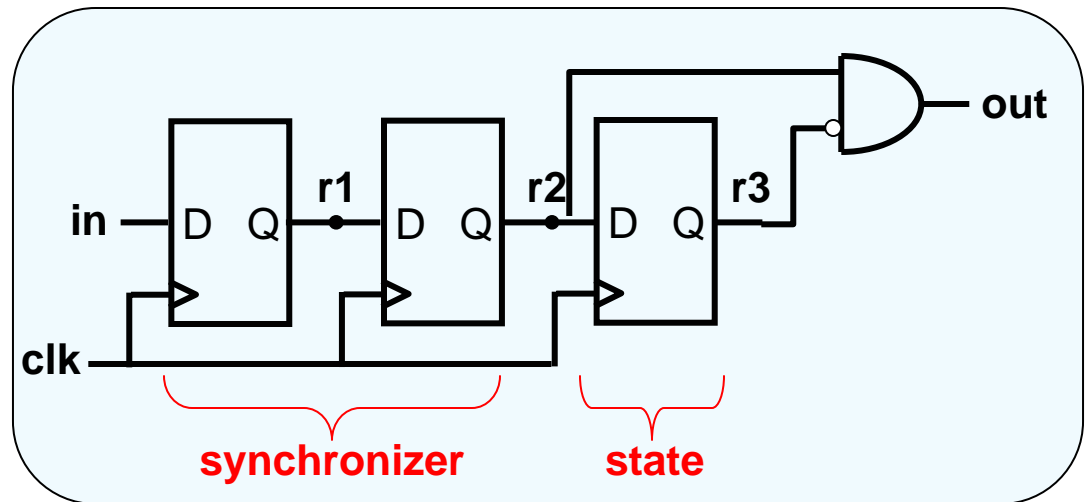 out
r1
r2
r3
in
D Q
D Q
D Q
clk
synchronizer
state